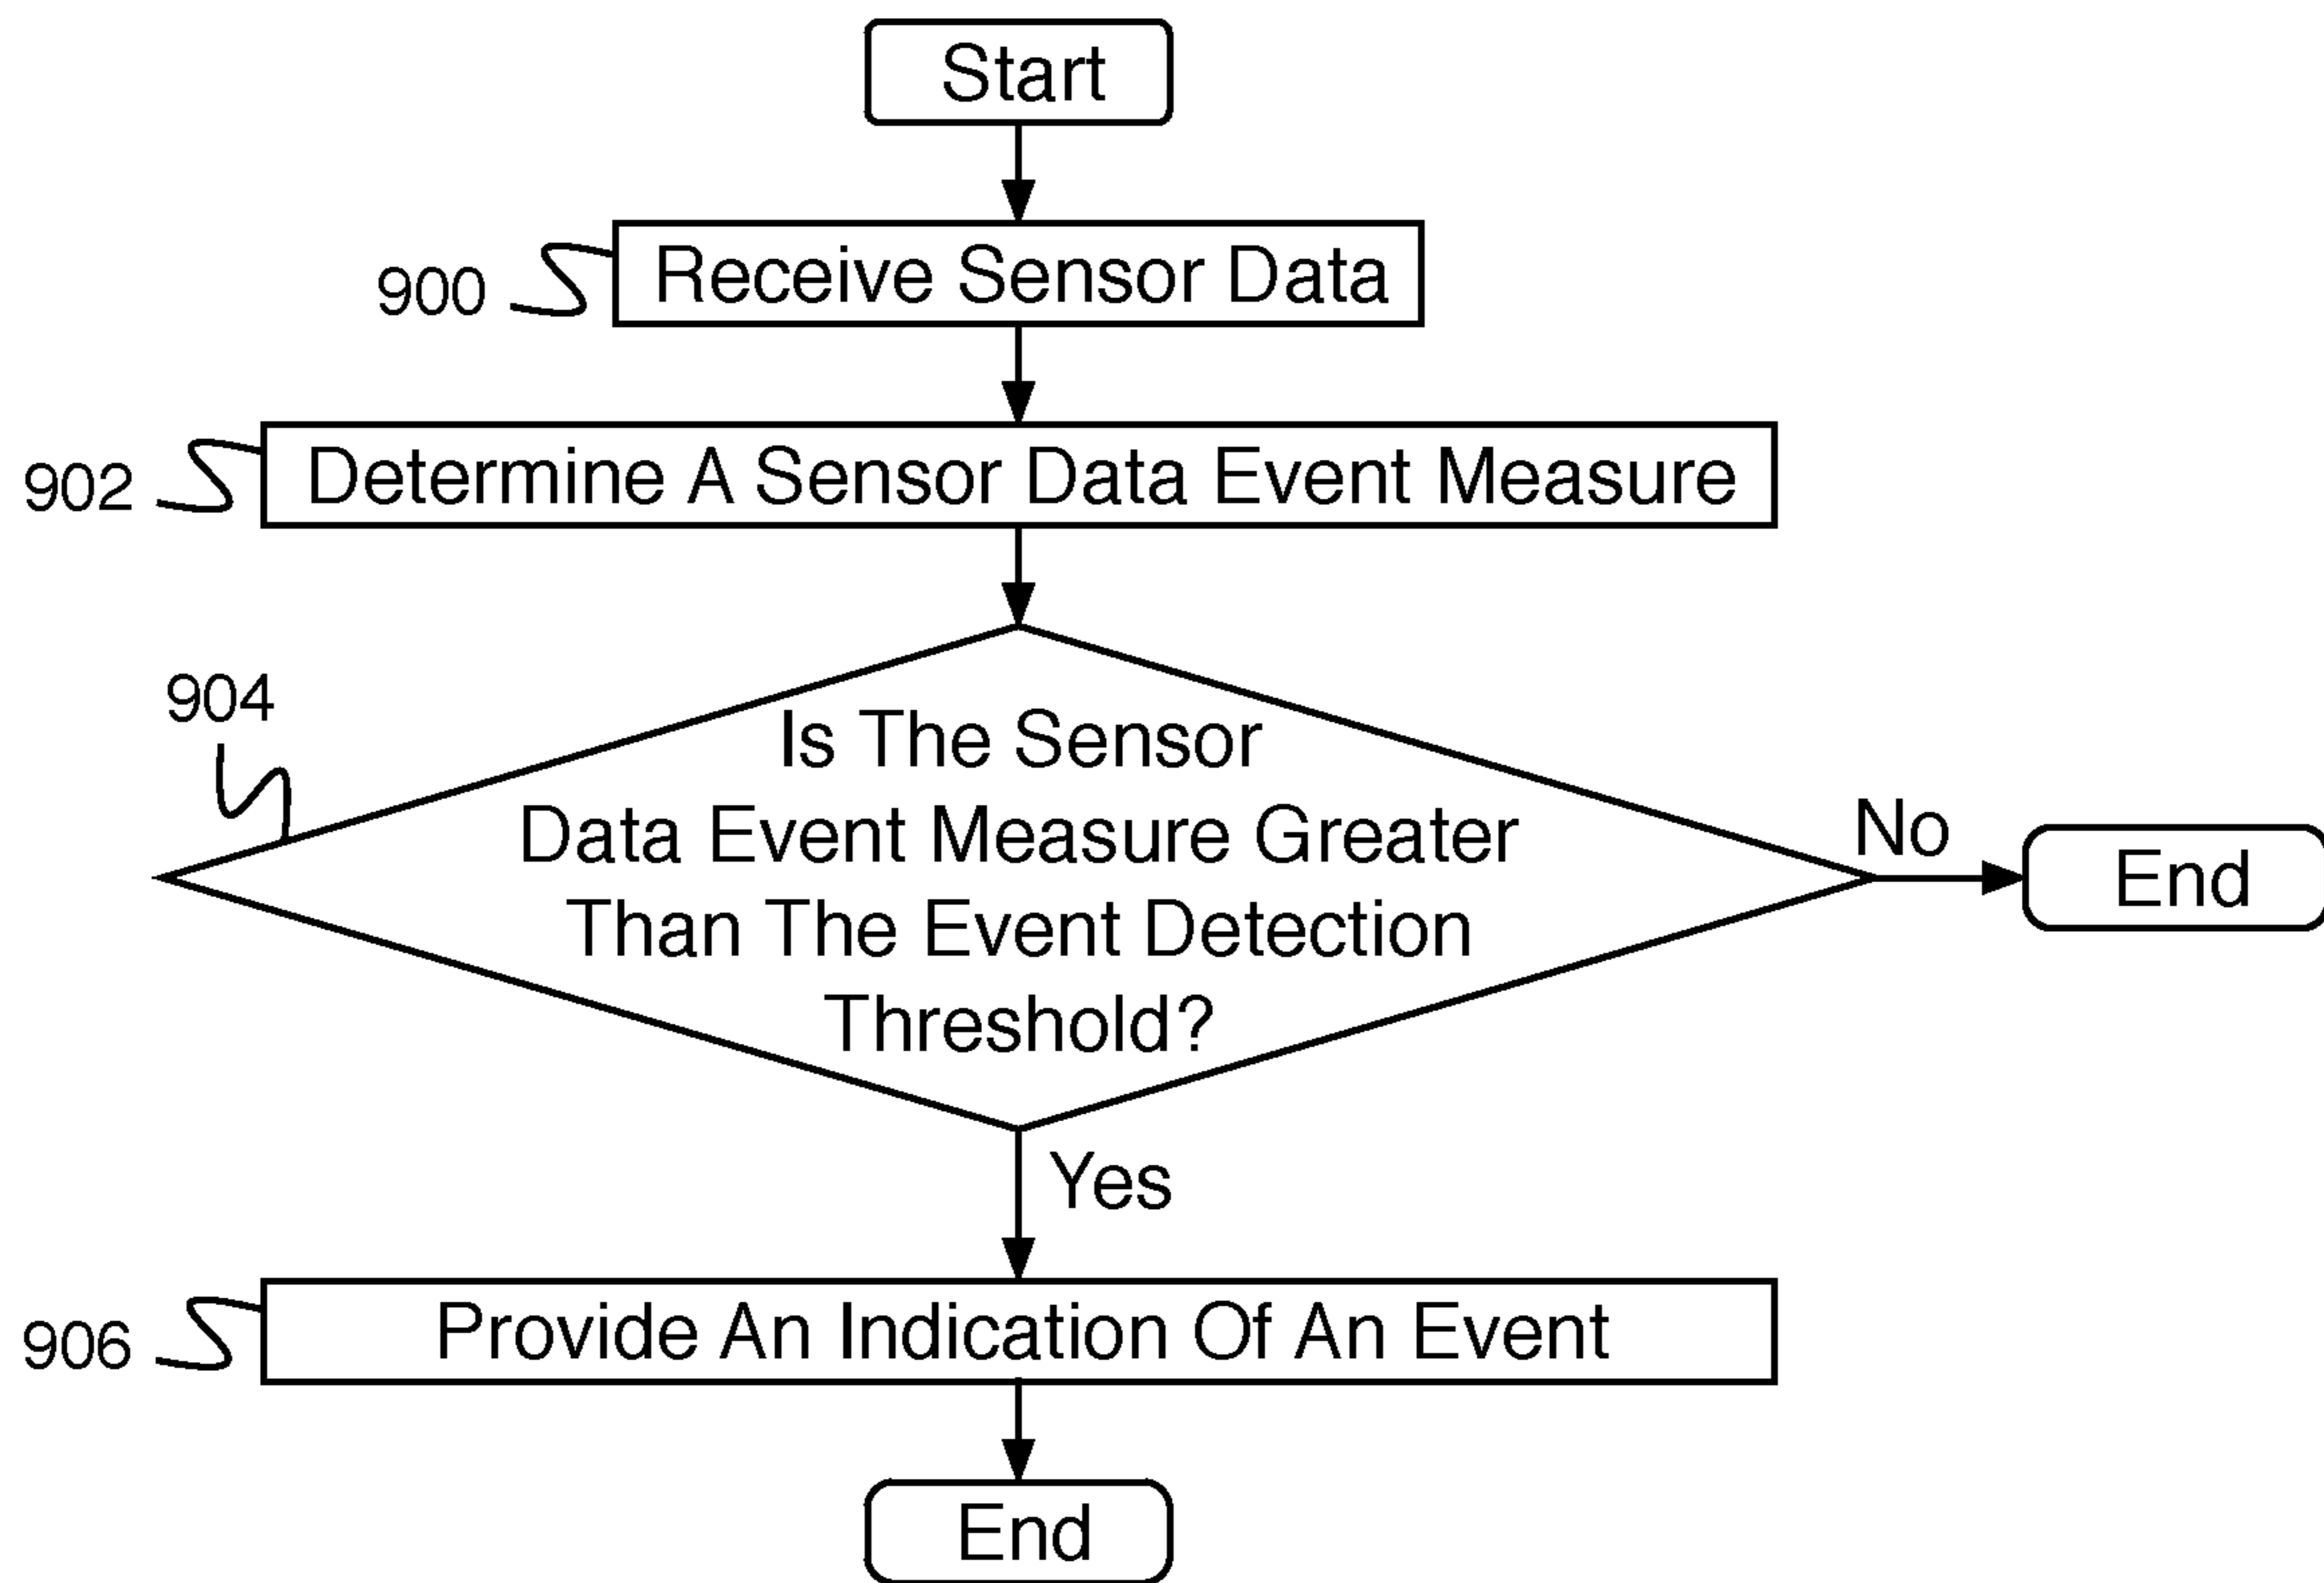 Start
900
Receive Sensor Data
902
Determine A Sensor Data Event Measure
904
Is The Sensor
Data Event Measure Greater
Than The Event Detection
Threshold?
No
End
Yes
906
Provide An Indication Of An Event
End